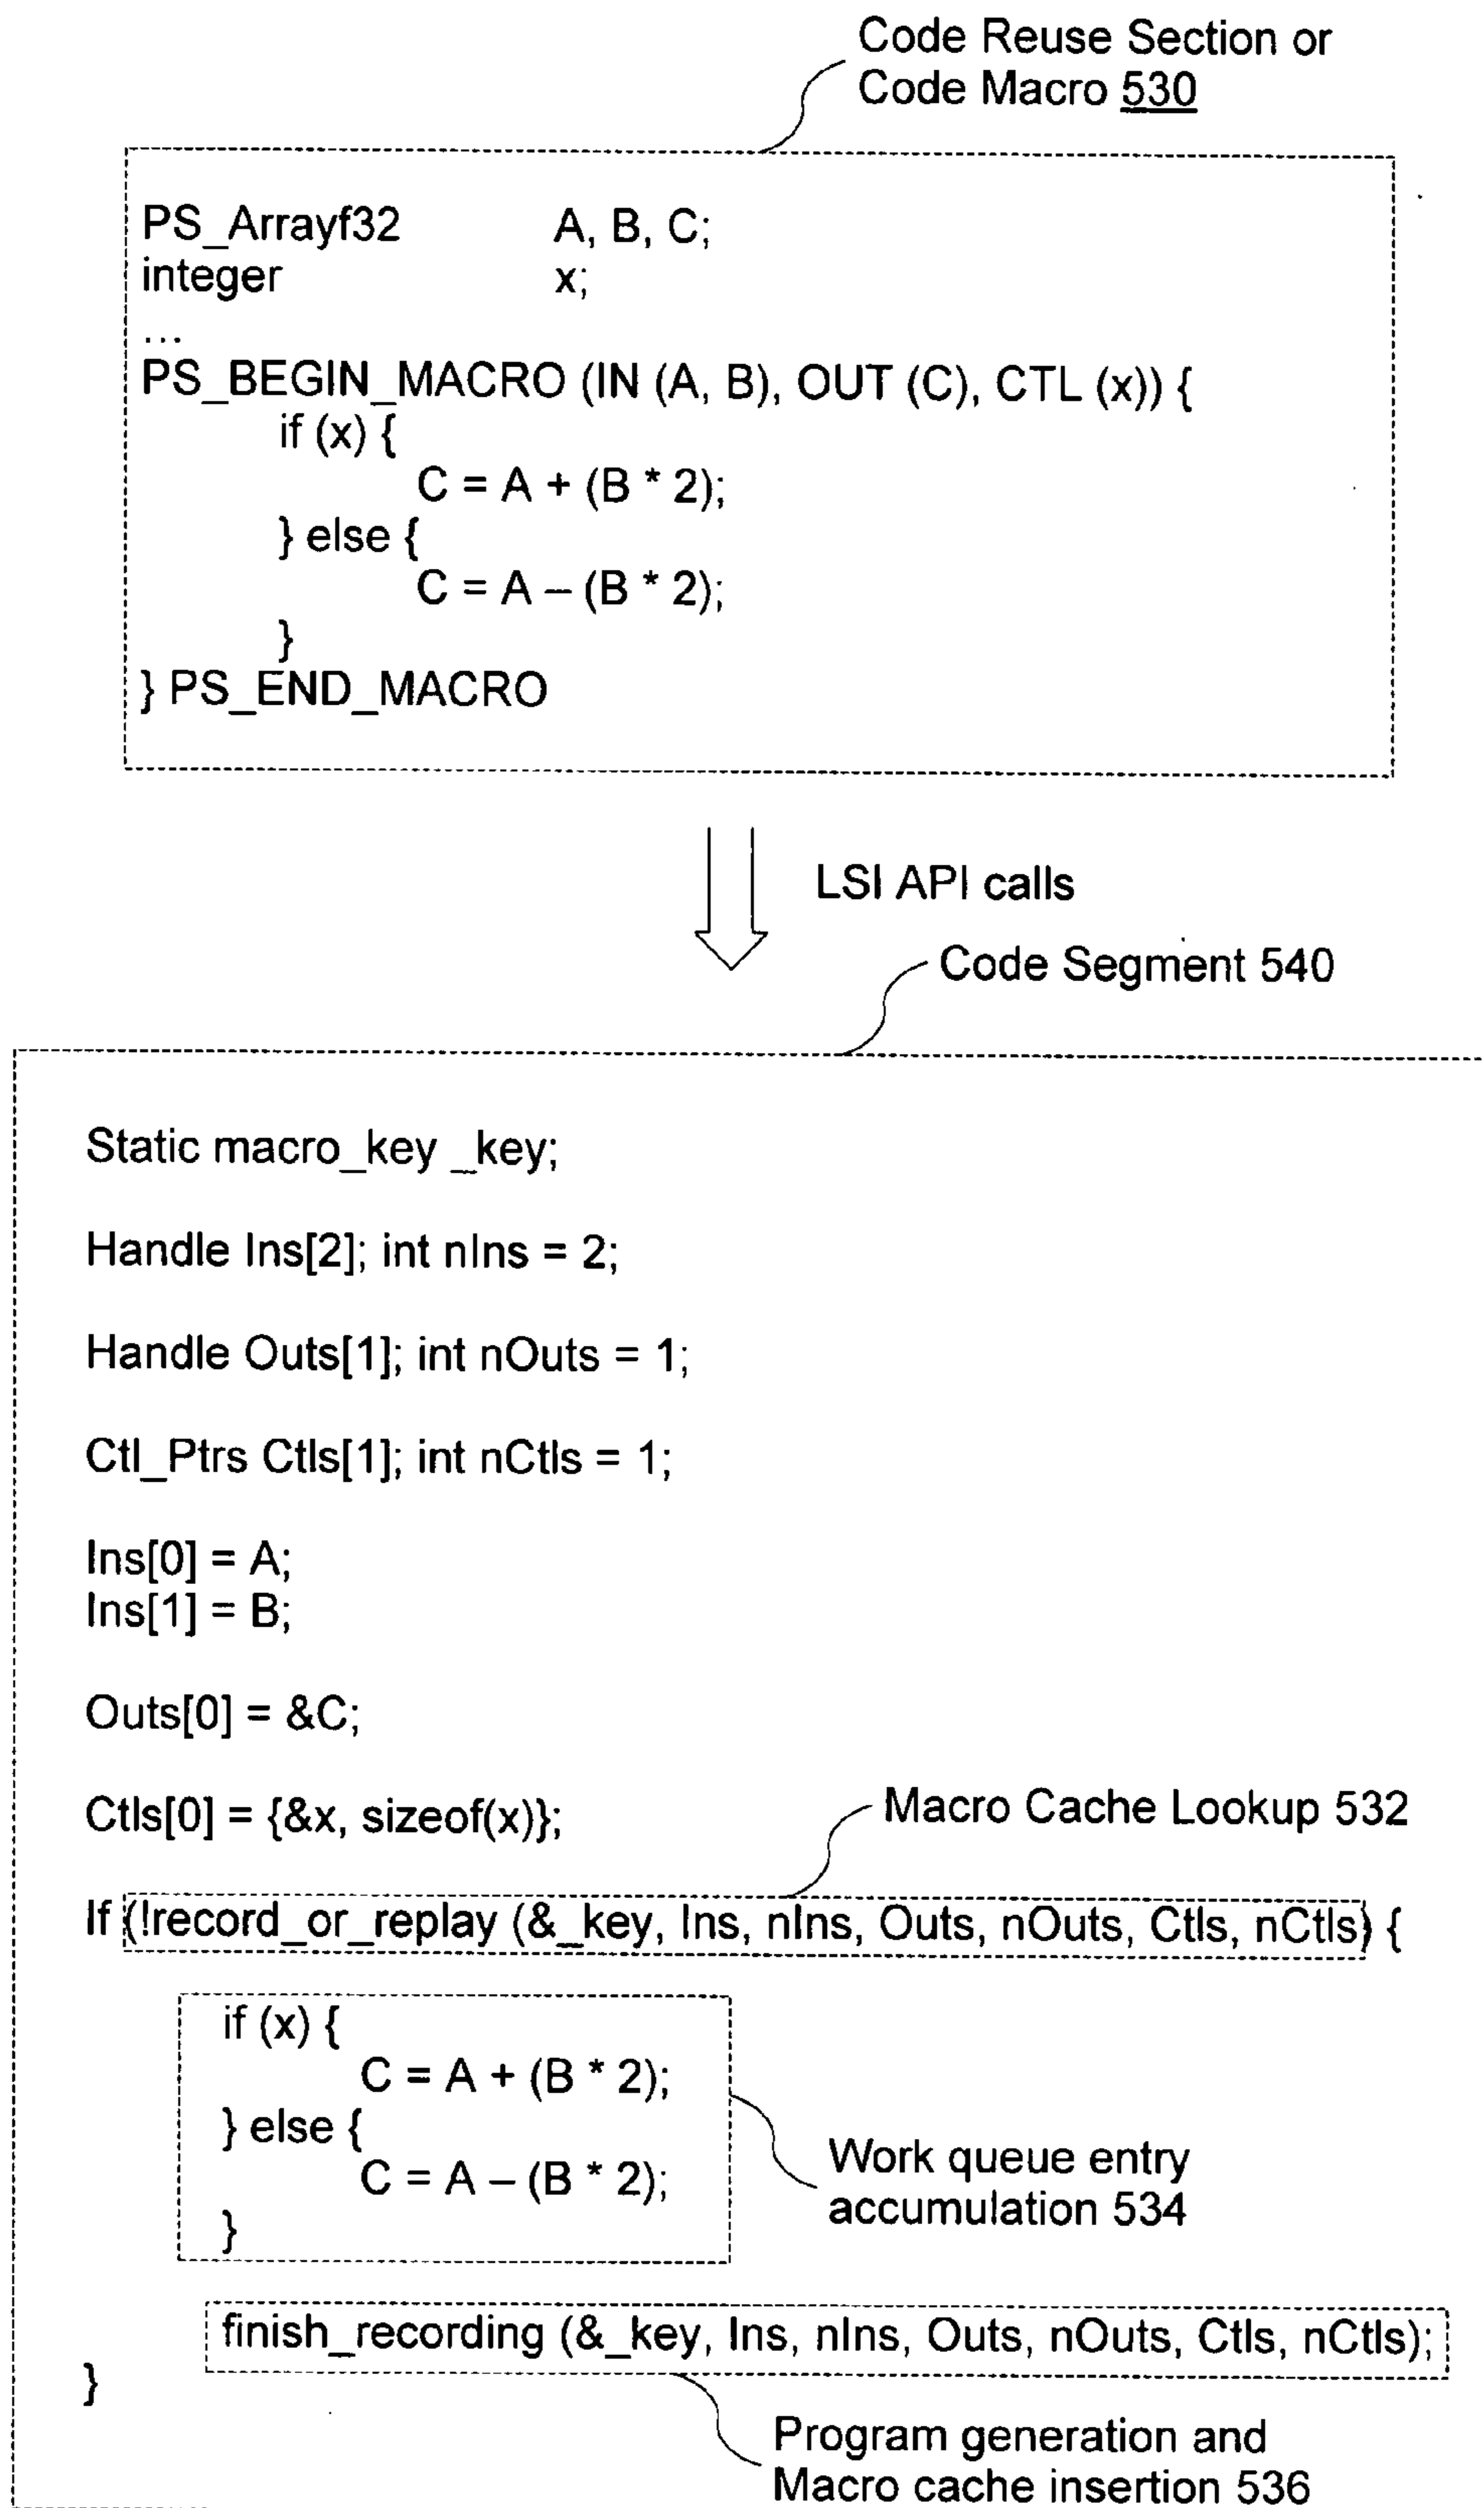 Code Reuse Section or
Code Macro 530
PS_Arrayf32 A, B, C;
integer x;
...
PS_BEGIN_MACRO (IN (A, B), OUT (C), CTL (x)) {
if (x) {
C = A + (B * 2);
} else {
C = A – (B * 2);
}
} PS_END_MACRO
LSI API calls
Code Segment 540
Static macro_key _key;
Handle Ins[2]; int nIns = 2;
Handle Outs[1]; int nOuts = 1;
Ctl_Ptrs Ctls[1]; int nCtls = 1;
Ins[0] = A;
Ins[1] = B;
Outs[0] = &C;
Ctls[0] = {&x, sizeof(x)};
Macro Cache Lookup 532
If (!record_or_replay (&_key, Ins, nIns, Outs, nOuts, Ctls, nCtls) {
if (x) {
C = A + (B * 2);
} else {
C = A – (B * 2);
}
Work queue entry
accumulation 534
finish_recording (&_key, Ins, nIns, Outs, nOuts, Ctls, nCtls);
}
Program generation and
Macro cache insertion 536